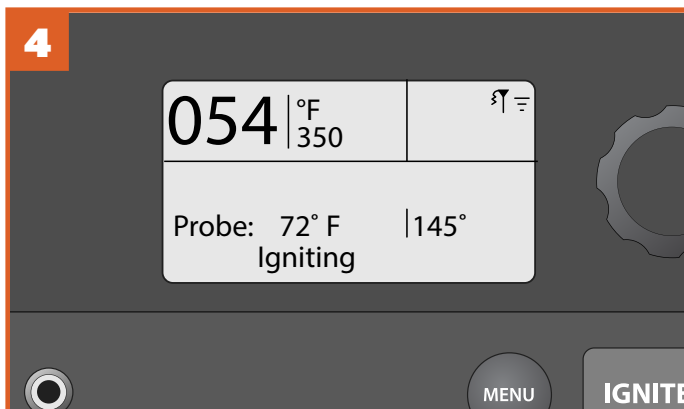 4
054 °F
350
Probe: 72° F 145°
Igniting
MENU
IGNITE